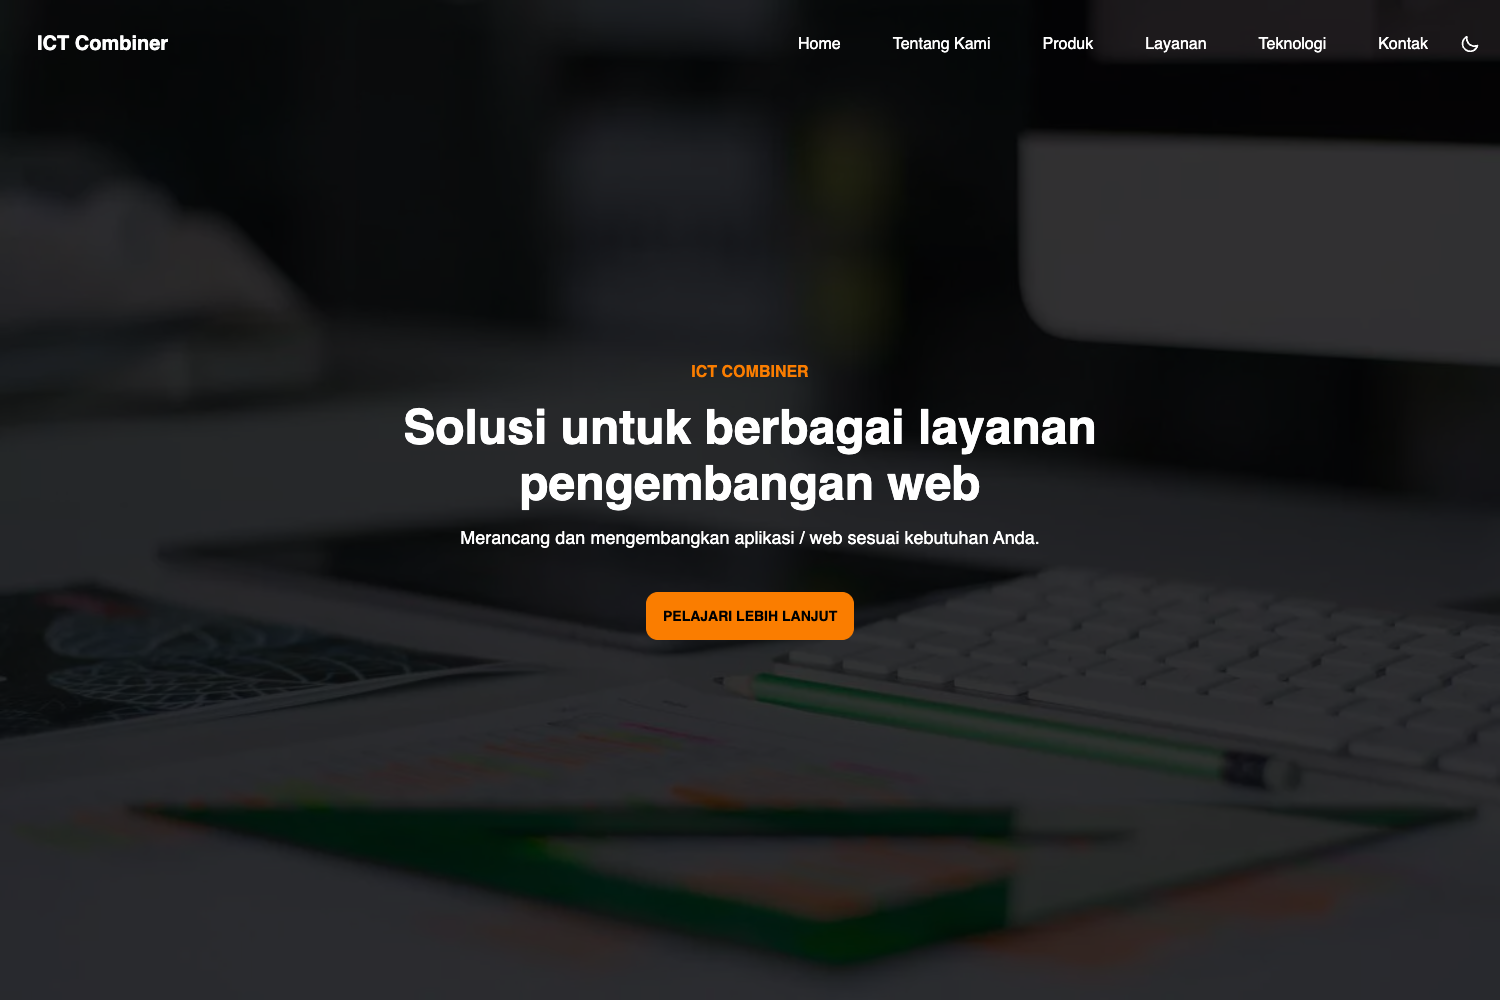 ICT Combiner
Home
Tentang Kami
Produk
Layanan
Teknologi
Kontak
ICT COMBINER
Solusi untuk berbagai layanan
pengembangan web
Merancang dan mengembangkan aplikasi / web sesuai kebutuhan Anda.
PELAJARI LEBIH LANJUT